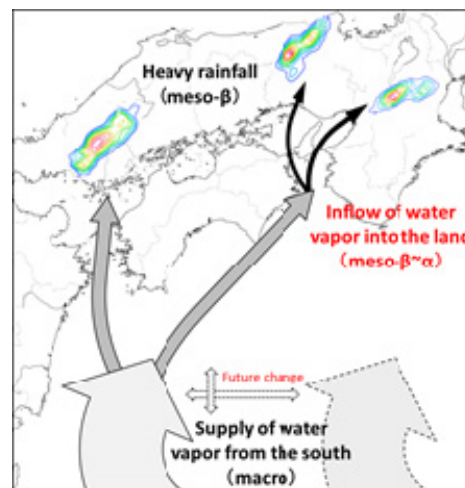 Heavy rainfall
(meso-β)
Inflow of water
vapor into the land
(meso-β~α)
Future change
Supply of water
vapor from the south
(macro)